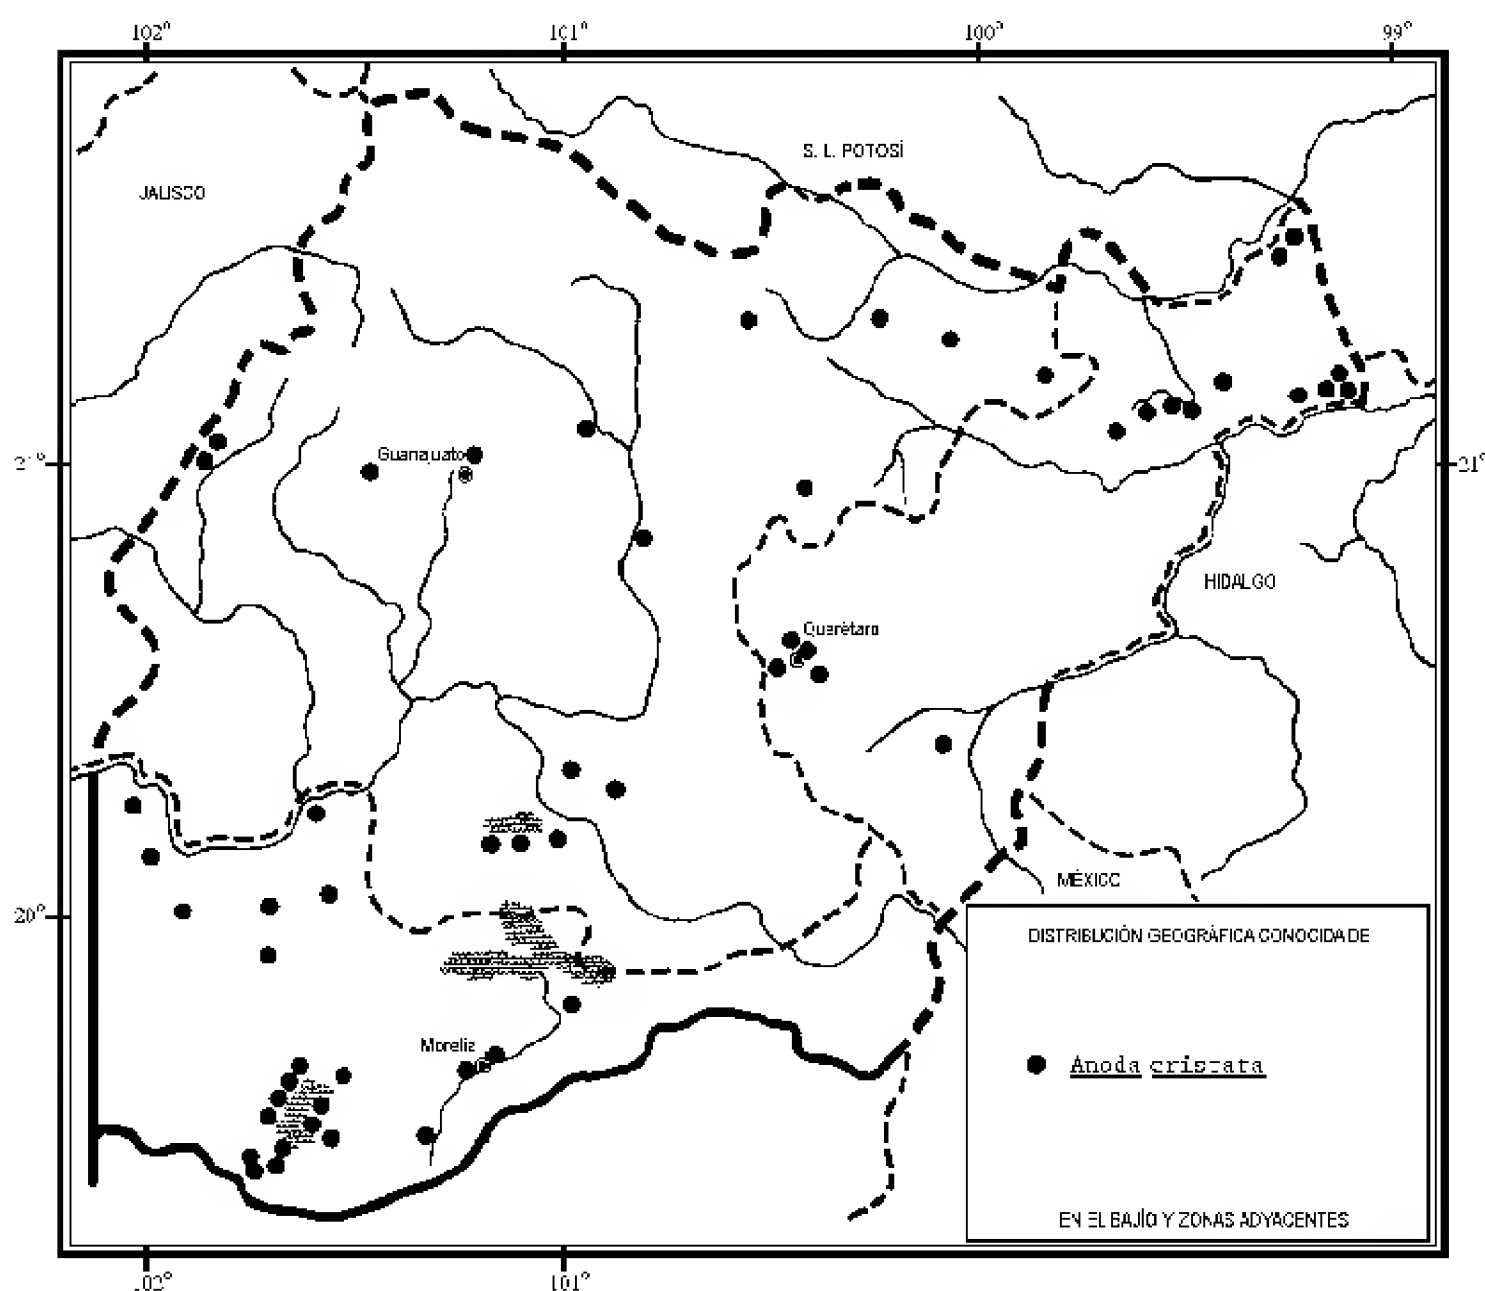 102° 101° 100° 99°
S. L. POTOSÍ
JALISCO
Guanajuato
21° 21°
HIDALGO
Querétaro
MÉXICO
20°
DISTRIBUCIÓN GEOGRÁFICA CONOCIDA DE
Morelia
Anoda cristata
EN EL BAJÍO Y ZONAS ADYACENTES
102° 101°